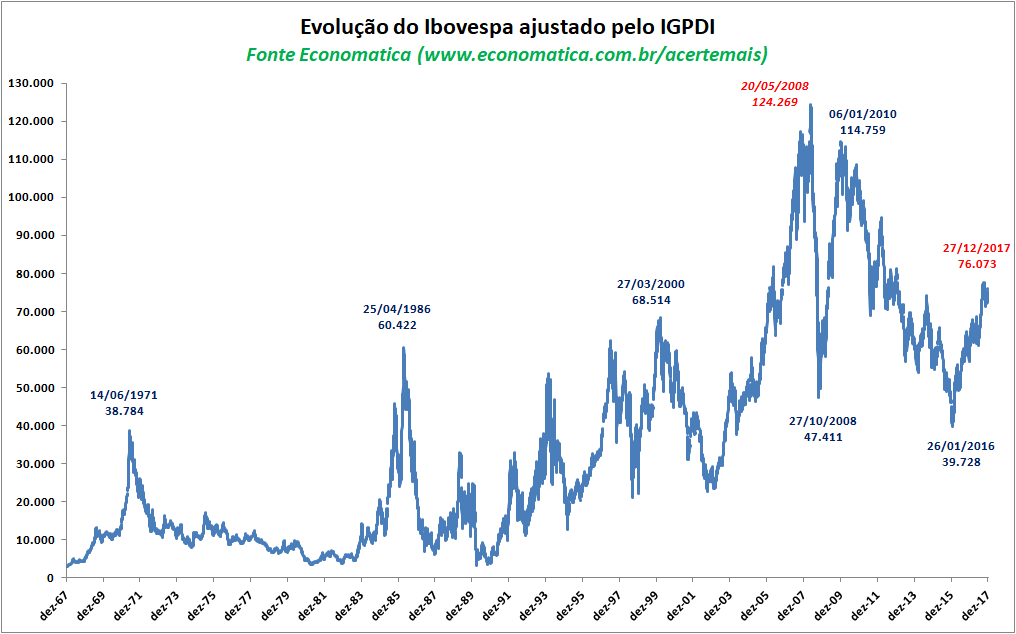 Evolução do Ibovespa ajustado pelo IGPDI
Fonte Economatica (www.economatica.com.br/acertemais)
130.000
120.000
110.000
100.000
90.000
80.000
70.000
60.000
50.000
40.000
30.000
20.000
10.000
0
14/06/1971
38.784
25/04/1986
60.422
27/03/2000
68.514
20/05/2008
124.269
06/01/2010
114.759
27/10/2008
47.411
26/01/2016
39.728
27/12/2017
76.073
dez-67
dez-69
dez-71
dez-73
dez-75
dez-77
dez-79
dez-81
dez-83
dez-85
dez-87
dez-89
dez-91
dez-93
dez-95
dez-97
dez-99
dez-01
dez-03
dez-05
dez-07
dez-09
dez-11
dez-13
dez-15
dez-17